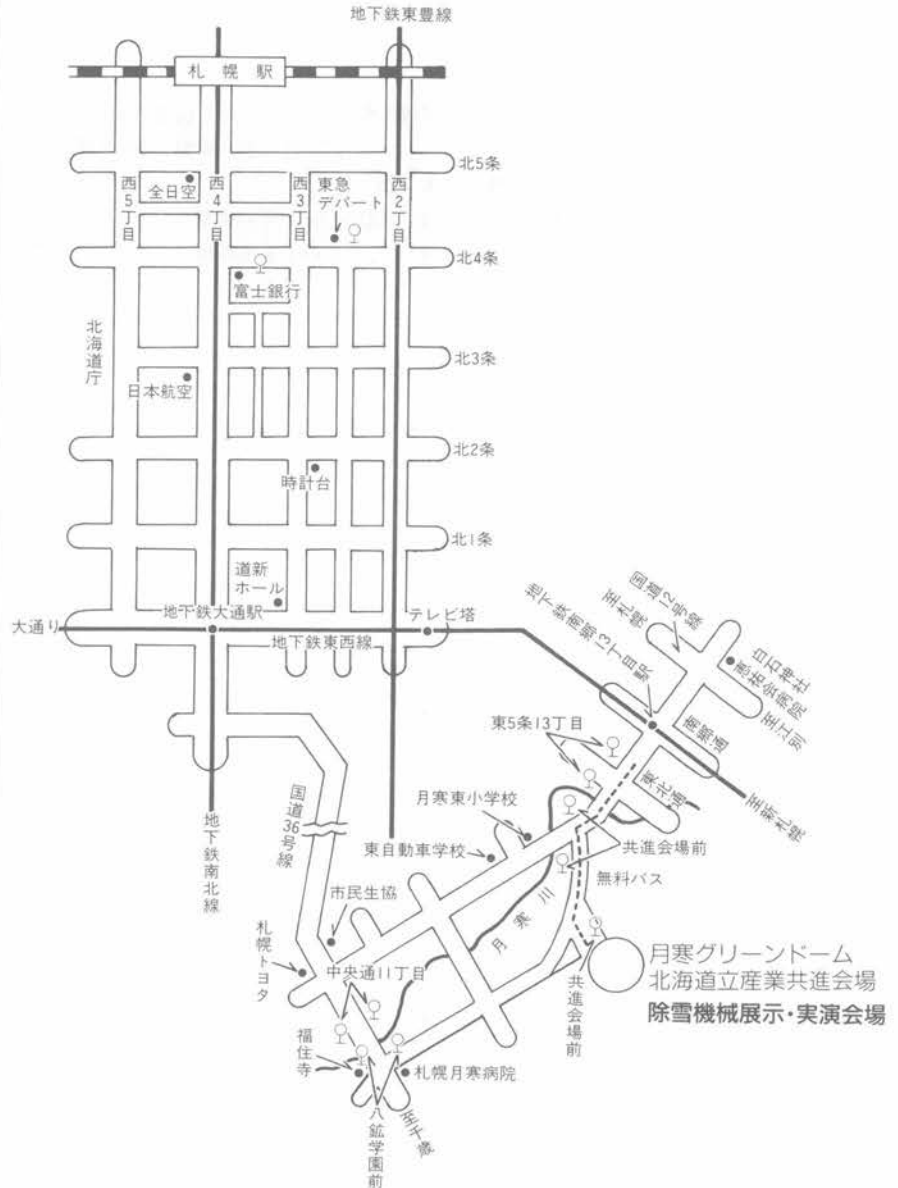 地下鉄東豊線
札幌駅
北5条
西5丁目
全日空
西4丁目
西3丁目
東急
デパート
西2丁目
北4条
富士銀行
北海道庁
北3条
日本航空
北2条
時計台
北1条
道新
ホール
大通り
地下鉄大通駅
地下鉄東西線
テレビ塔
国道12号線
至札幌
地下鉄南郷13丁目駅
白石神社
恵祐会病院
至江別
南郷通
東北通
至新札幌
東5条13丁目
国道36号線
地下鉄南北線
月寒東小学校
東自動車学校
共進会場前
無料バス
市民生協
月寒川
札幌トヨタ
中央通11丁目
共進会場前
月寒グリーンドーム
北海道立産業共進会場
除雪機械展示・実演会場
福住寺
札幌月寒病院
八鉱学園前
至千歳